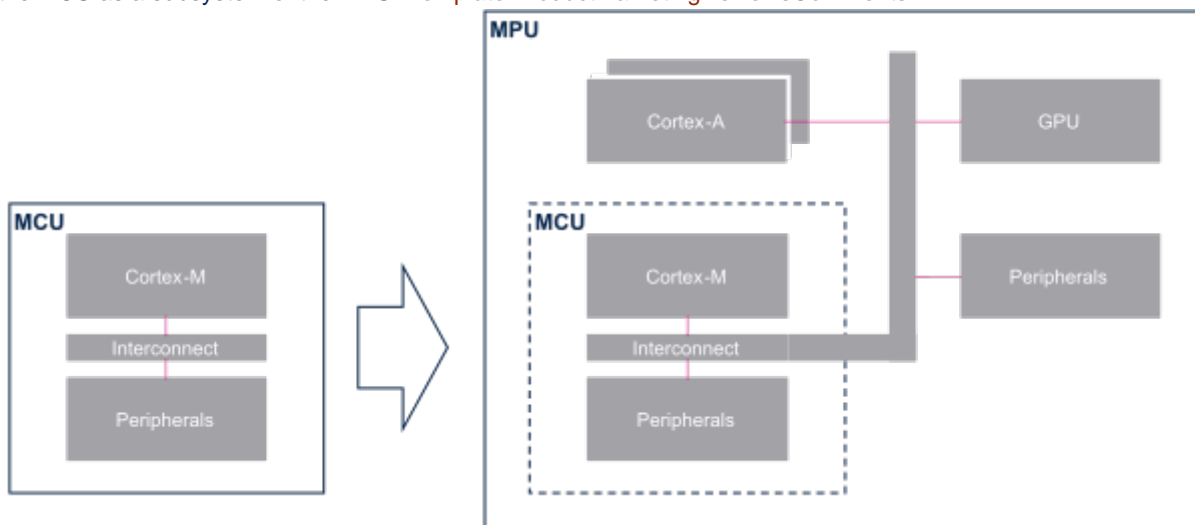 MPU
Cortex-A
GPU
MCU
Cortex-M
Interconnect
Peripherals
MCU
Cortex-M
Interconnect
Peripherals
Peripherals